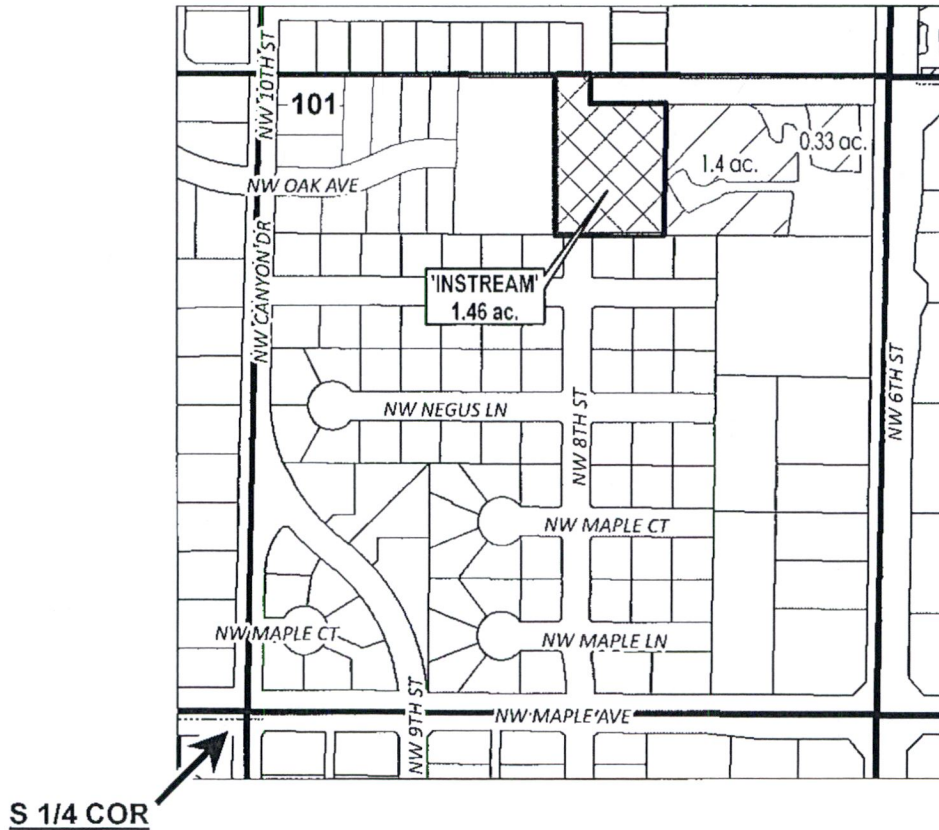 NW 10TH ST
101
0.33 ac.
1.4 ac.
NW OAK AVE
NW CANYON DR
'INSTREAM'
1.46 ac.
NW 6TH ST
NW NEGUS LN
NW 8TH ST
NW MAPLE CT
NW MAPLE CT
NW MAPLE LN
NW 9TH ST
NW MAPLE AVE
S 1/4 COR